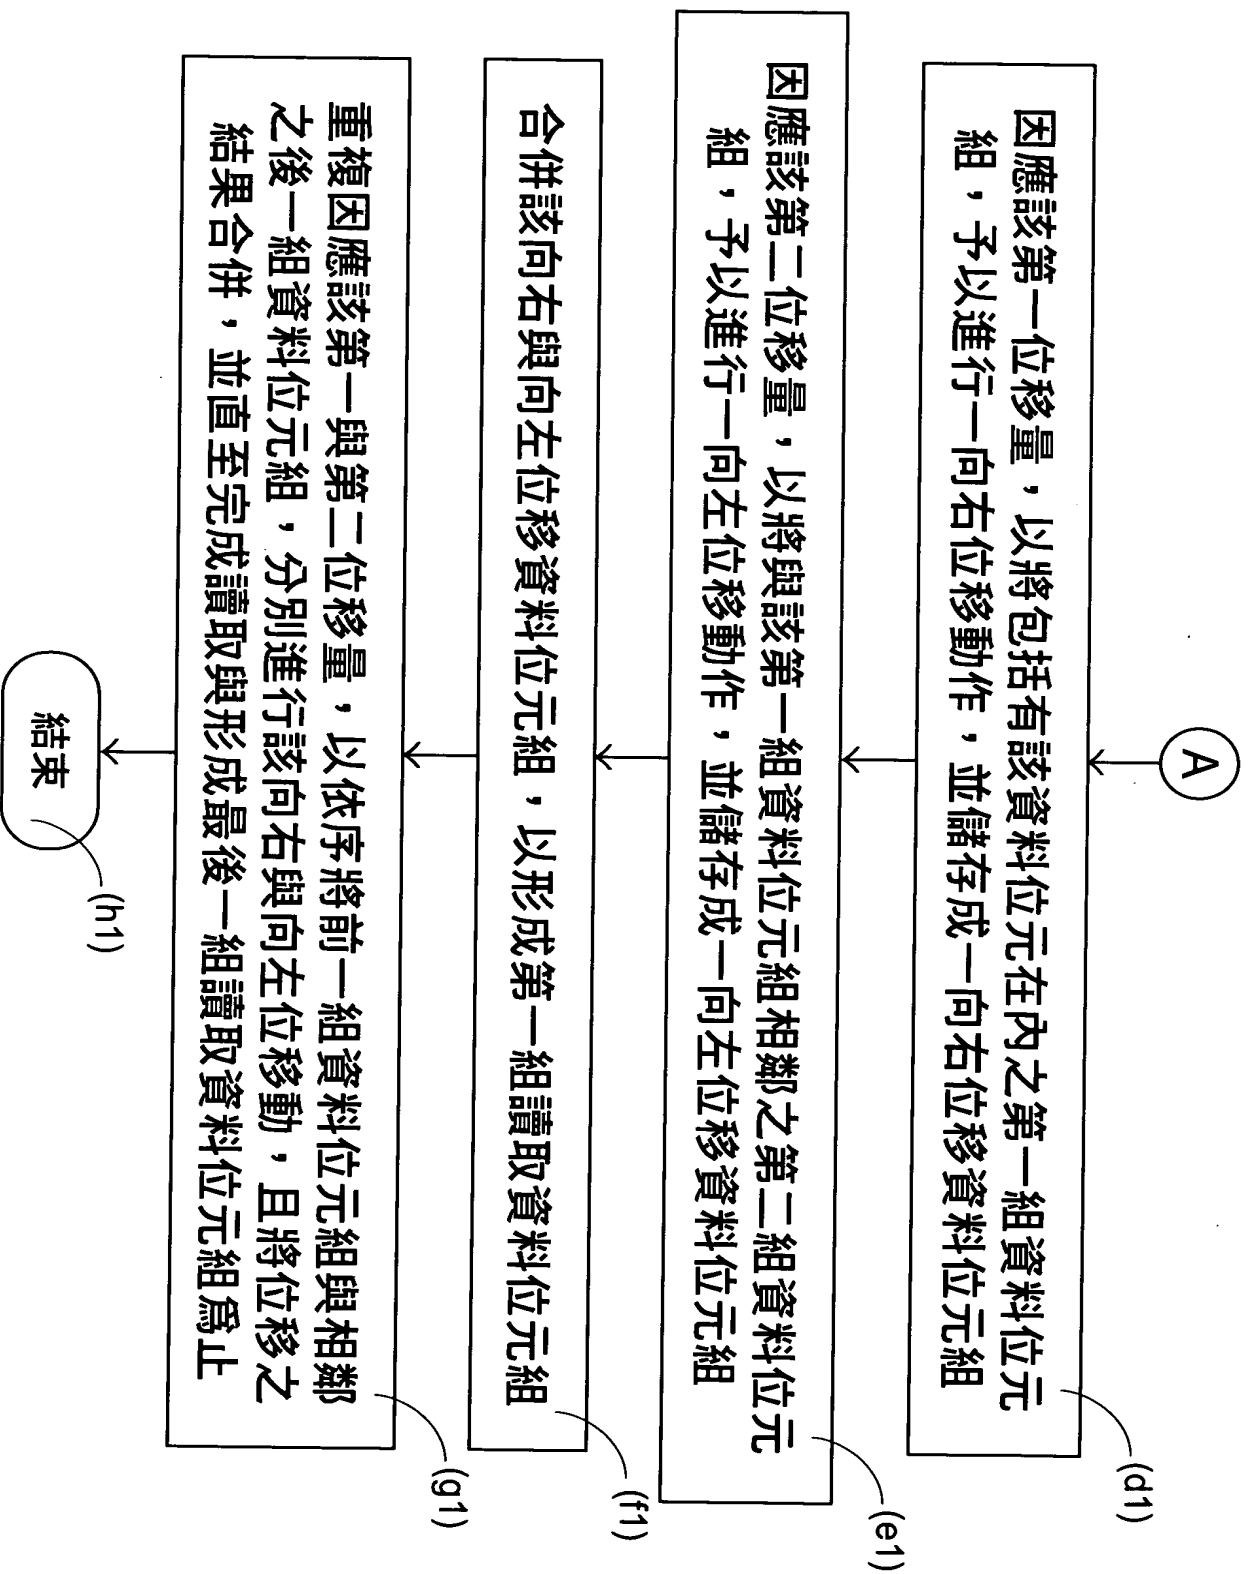 A
因應該第一位移量，以將包括有該資料位元在內之第一組資料位元
組，予以進行一向右位移動作，並儲存成一向右位移資料位元組
(d1)
因應該第二位移量，以將與該第一組資料位元組相鄰之第二組資料位元
組，予以進行一向左位移動作，並儲存成一向左位移資料位元組
(e1)
合併該向右與向左位移資料位元組，以形成第一組讀取資料位元組
(f1)
重複因應該第一與第二位移量，以依序將前一組資料位元組與相鄰
之後一組資料位元組，分別進行該向右與向左位移動，且將位移之
結果合併，並直至完成讀取與形成最後一組讀取資料位元組爲止
(g1)
結束
(h1)